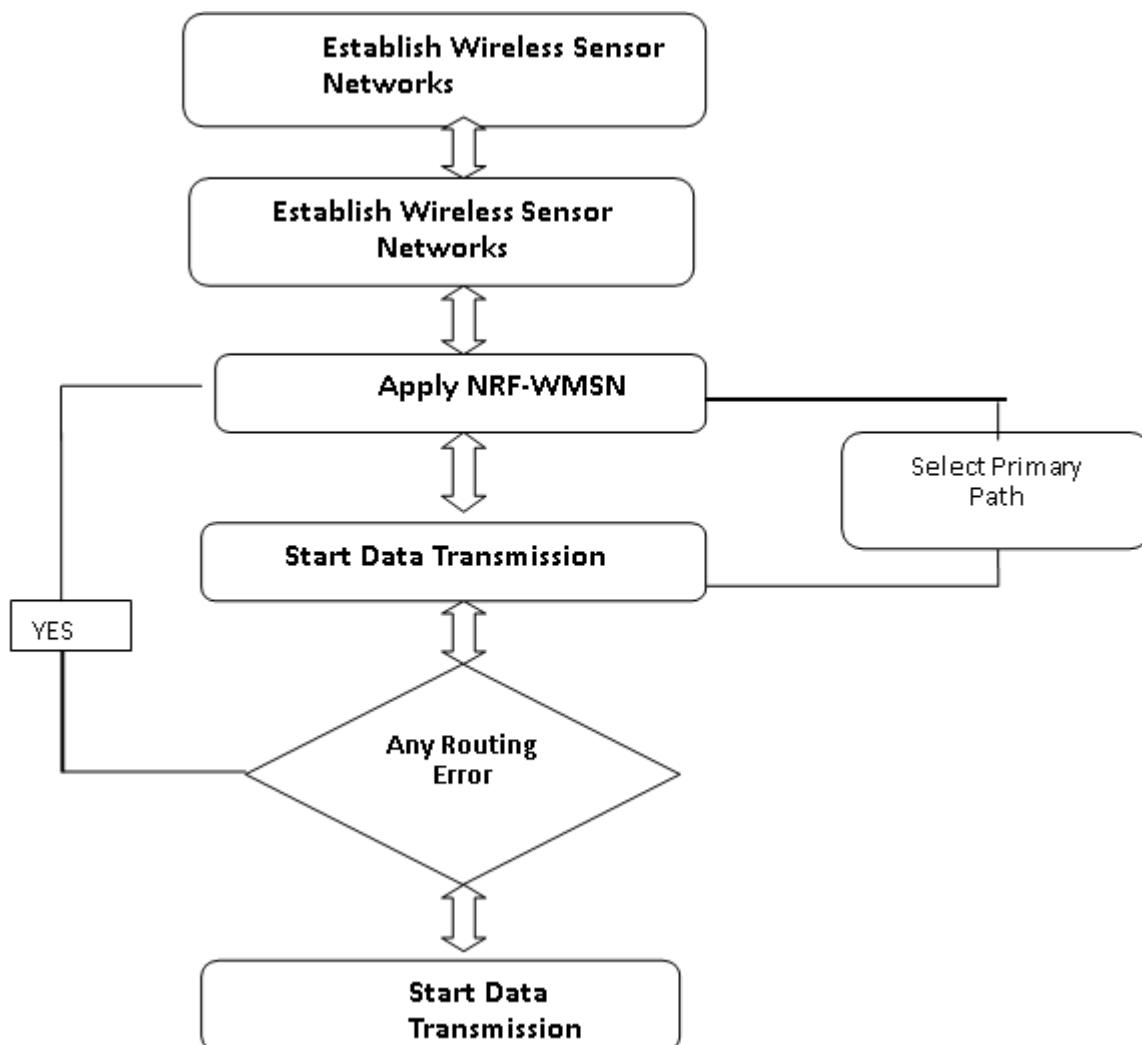 Establish Wireless Sensor
Networks
Establish Wireless Sensor
Networks
Apply NRF-WMSN
Select Primary
Path
Start Data Transmission
YES
Any Routing
Error
Start Data
Transmission